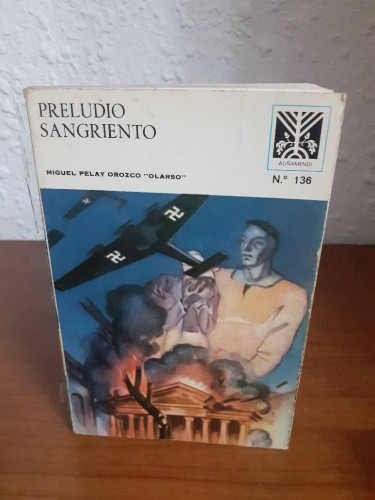 PRELUDIO
SANGRIENTO
AUÑAMENDI
MIGUEL PELAY OROZCO "OLARSO"
N.° 136